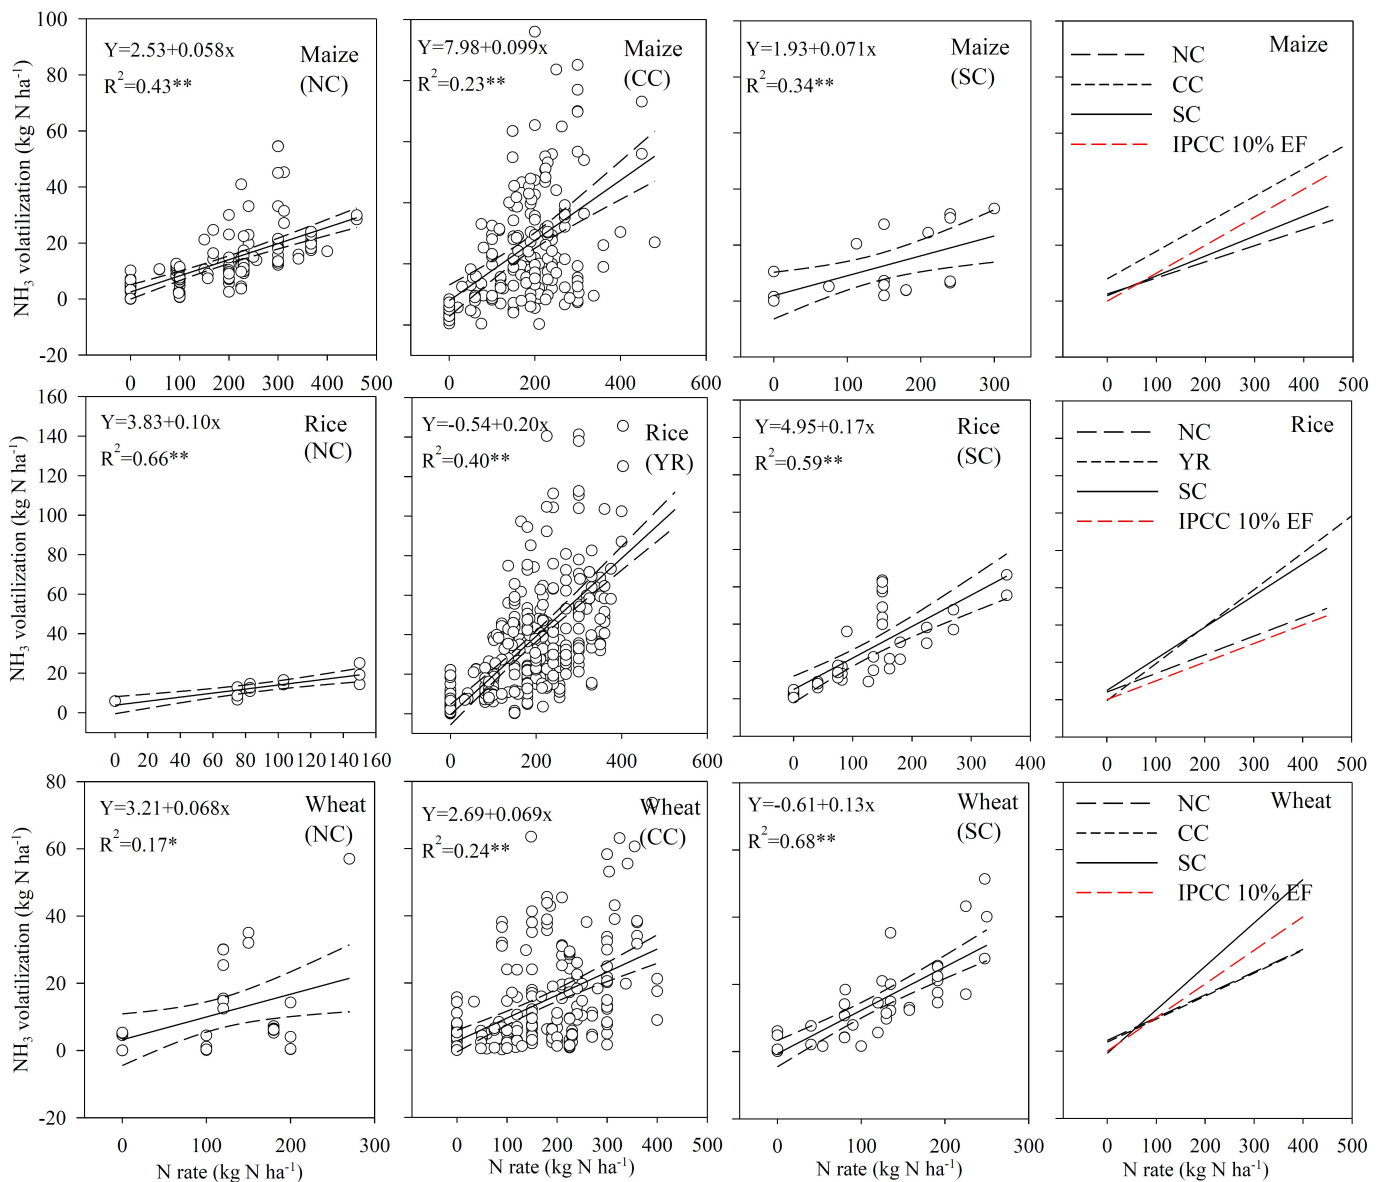 Y=2.53+0.058x
R²=0.43**
Maize
(NC)
Y=7.98+0.099x
R²=0.23**
Maize
(CC)
Y=1.93+0.071x
R²=0.34**
Maize
(SC)
Maize
NC
CC
SC
IPCC 10% EF
NH₃ volatilization (kg N ha⁻¹)
100
80
60
40
20
0
-20
0 100 200 300 400 500
0 200 400 600
0 100 200 300
0 100 200 300 400 500
Y=3.83+0.10x
R²=0.66**
Rice
(NC)
Y=-0.54+0.20x
R²=0.40**
Rice
(YR)
Y=4.95+0.17x
R²=0.59**
Rice
(SC)
Rice
NC
YR
SC
IPCC 10% EF
NH₃ volatilization (kg N ha⁻¹)
160
140
120
100
80
60
40
20
0
0 20 40 60 80 100 120 140 160
0 200 400 600
0 100 200 300 400
0 100 200 300 400 500
Y=3.21+0.068x
R²=0.17*
Wheat
(NC)
Y=2.69+0.069x
R²=0.24**
Wheat
(CC)
Y=-0.61+0.13x
R²=0.68**
Wheat
(SC)
Wheat
NC
CC
SC
IPCC 10% EF
NH₃ volatilization (kg N ha⁻¹)
80
60
40
20
0
-20
0 100 200 300
0 100 200 300 400 500
0 100 200 300
0 100 200 300 400 500
N rate (kg N ha⁻¹)
N rate (kg N ha⁻¹)
N rate (kg N ha⁻¹)
N rate (kg N ha⁻¹)